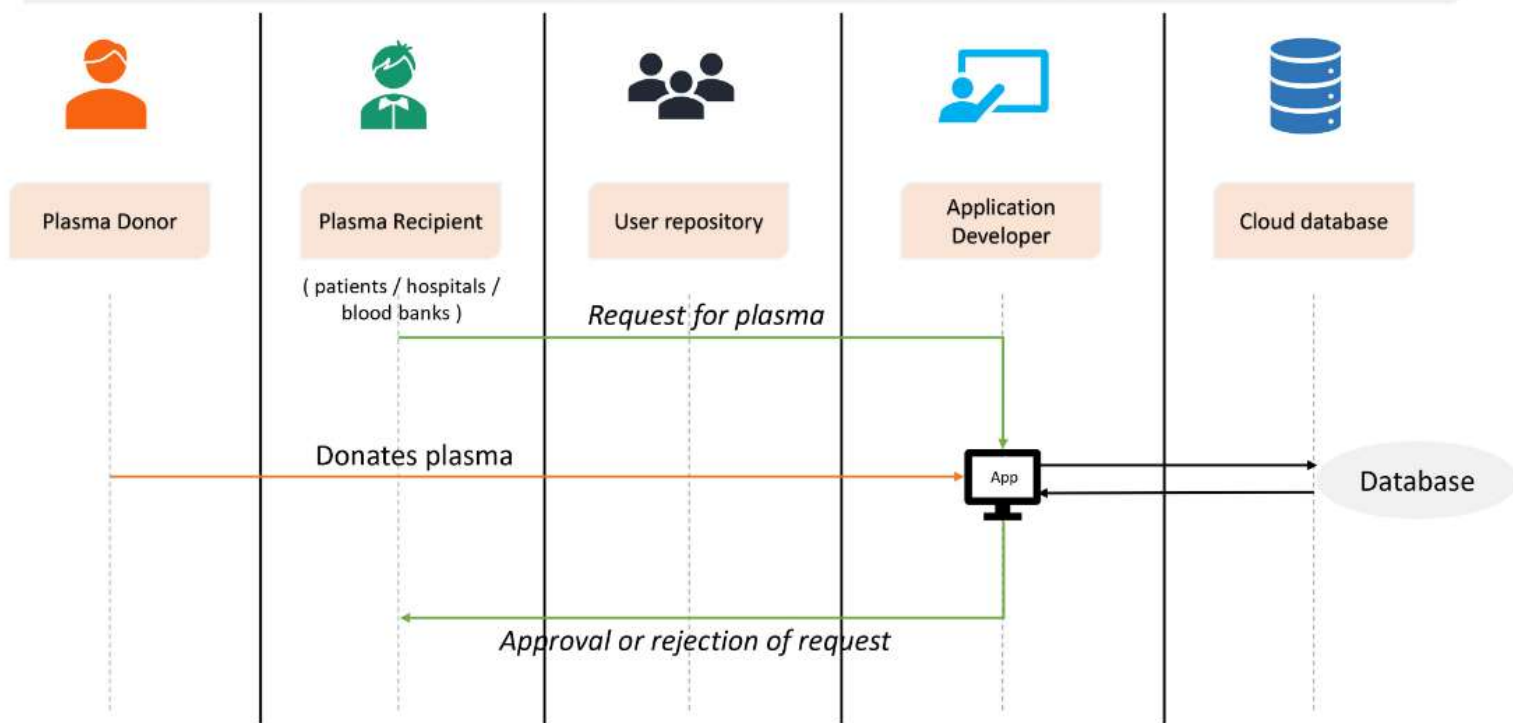 Plasma Donor
Plasma Recipient
User repository
Application
Developer
Cloud database
( patients / hospitals /
blood banks )
Request for plasma
Donates plasma
App
Database
Approval or rejection of request